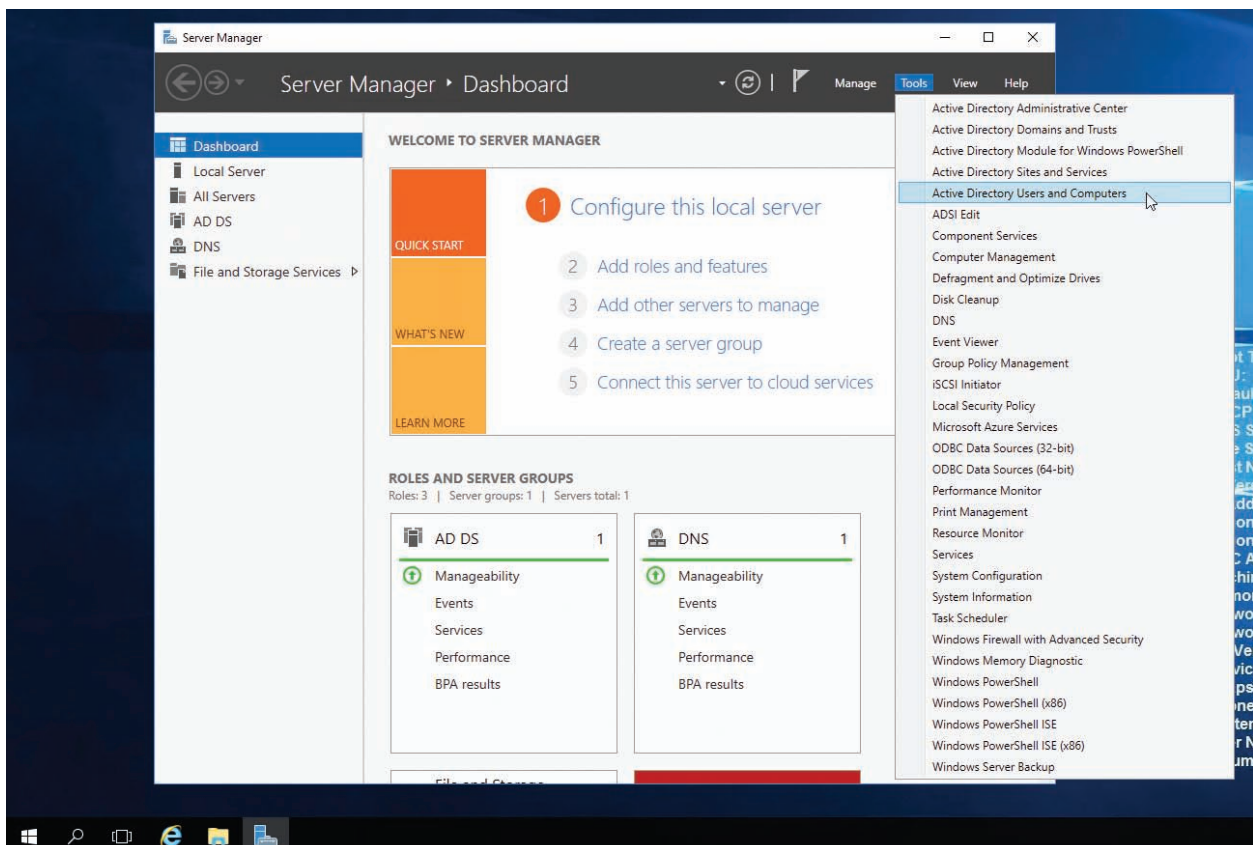 Server Manager
Server Manager ‣ Dashboard
Manage Tools View Help
Dashboard
Local Server
All Servers
AD DS
DNS
File and Storage Services
WELCOME TO SERVER MANAGER
QUICK START
WHAT'S NEW
LEARN MORE
1 Configure this local server
2 Add roles and features
3 Add other servers to manage
4 Create a server group
5 Connect this server to cloud services
ROLES AND SERVER GROUPS
Roles: 3 | Server groups: 1 | Servers total: 1
AD DS 1
Manageability
Events
Services
Performance
BPA results
DNS 1
Manageability
Events
Services
Performance
BPA results
File and Storage
Active Directory Administrative Center
Active Directory Domains and Trusts
Active Directory Module for Windows PowerShell
Active Directory Sites and Services
Active Directory Users and Computers
ADSI Edit
Component Services
Computer Management
Defragment and Optimize Drives
Disk Cleanup
DNS
Event Viewer
Group Policy Management
iSCSI Initiator
Local Security Policy
Microsoft Azure Services
ODBC Data Sources (32-bit)
ODBC Data Sources (64-bit)
Performance Monitor
Print Management
Resource Monitor
Services
System Configuration
System Information
Task Scheduler
Windows Firewall with Advanced Security
Windows Memory Diagnostic
Windows PowerShell
Windows PowerShell (x86)
Windows PowerShell ISE
Windows PowerShell ISE (x86)
Windows Server Backup